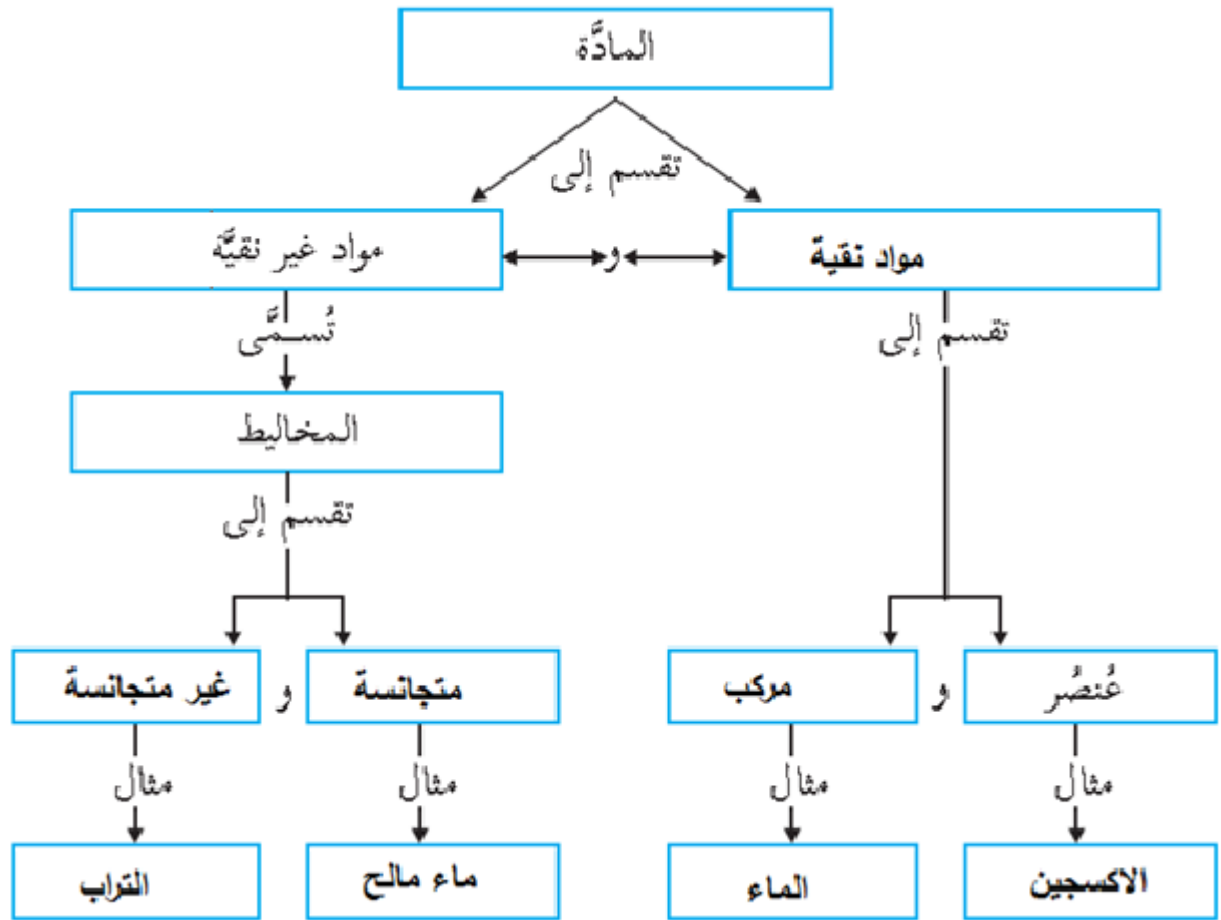 المادَّة
تقسم إلى
مواد نقية
و
مواد غير نقيَّة
تقسم إلى
تُسمَّى
المخاليط
تقسم إلى
عُنصُر
و
مركب
متجانسة
و
غير متجانسة
مثال
مثال
مثال
مثال
الاكسجين
الماء
ماء مالح
التراب